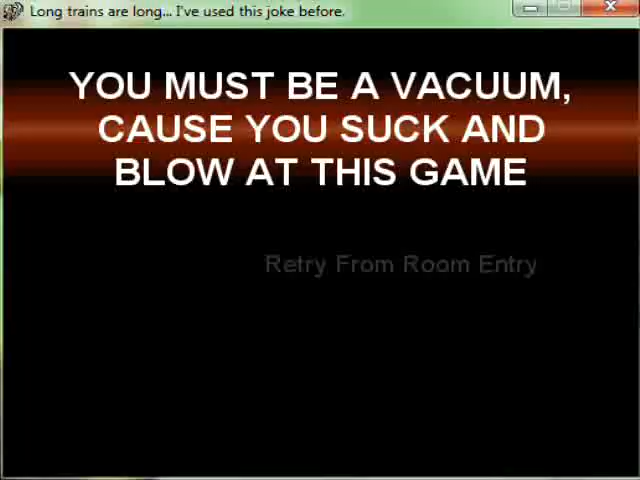 Long trains are long... I've used this joke before.
YOU MUST BE A VACUUM,
CAUSE YOU SUCK AND
BLOW AT THIS GAME
Retry From Room Entry